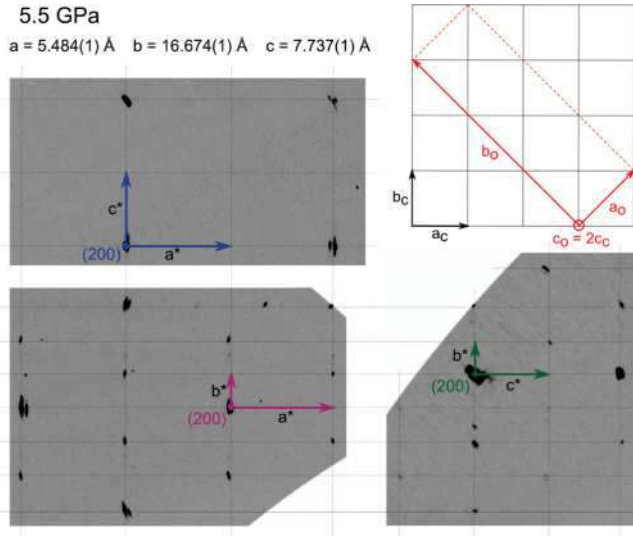 5.5 GPa
a = 5.484(1) Å b = 16.674(1) Å c = 7.737(1) Å
c*
(200)
a*
bO
bC
aO
aC
cO = 2cC
b*
(200)
a*
b*
(200)
c*